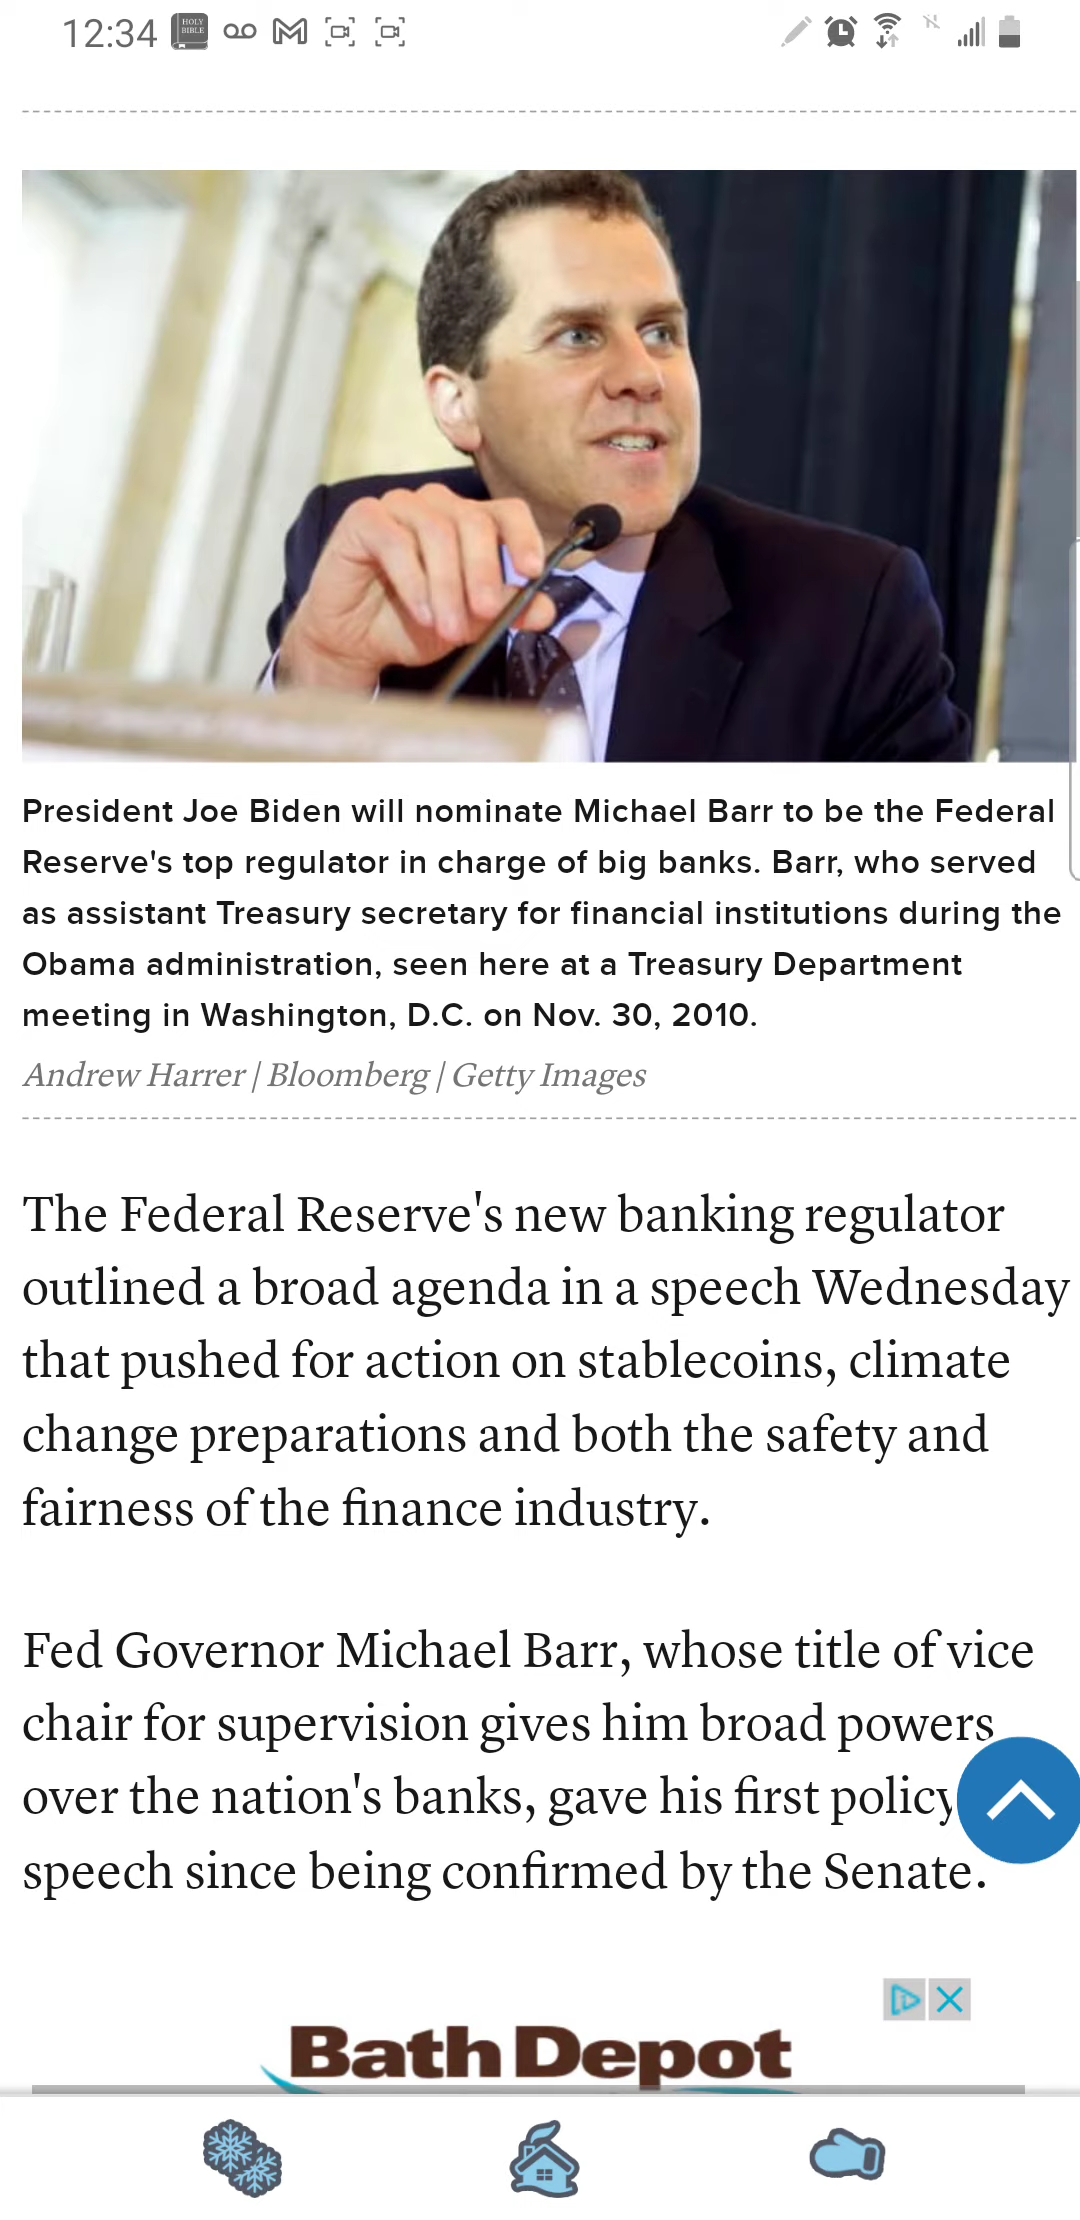 12:34
HOLY
BIBLE
President Joe Biden will nominate Michael Barr to be the Federal
Reserve's top regulator in charge of big banks. Barr, who served
as assistant Treasury secretary for financial institutions during the
Obama administration, seen here at a Treasury Department
meeting in Washington, D.C. on Nov. 30, 2010.
Andrew Harrer | Bloomberg | Getty Images
The Federal Reserve's new banking regulator
outlined a broad agenda in a speech Wednesday
that pushed for action on stablecoins, climate
change preparations and both the safety and
fairness of the finance industry.
Fed Governor Michael Barr, whose title of vice
chair for supervision gives him broad powers
over the nation's banks, gave his first policy
speech since being confirmed by the Senate.
Bath Depot